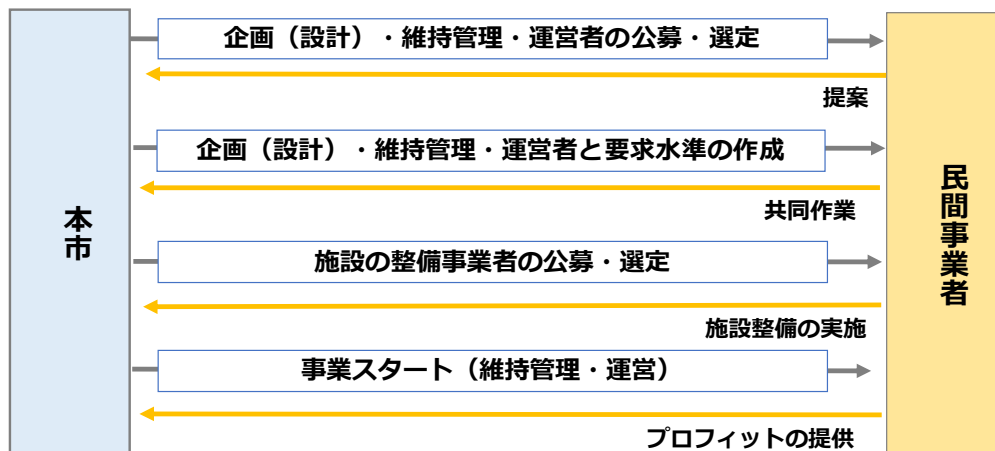 本市
企画（設計）・維持管理・運営者の公募・選定
提案
企画（設計）・維持管理・運営者と要求水準の作成
共同作業
施設の整備事業者の公募・選定
施設整備の実施
事業スタート（維持管理・運営）
プロフィットの提供
民間事業者